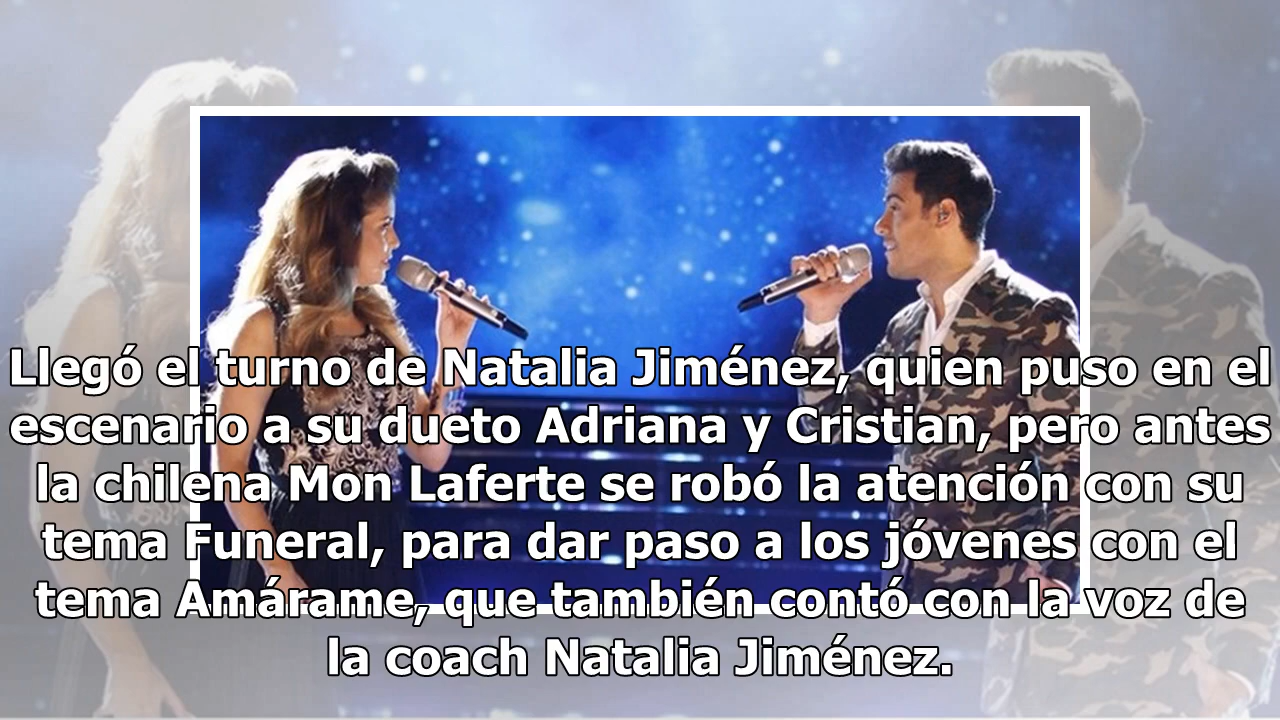 Llegó el turno de Natalia Jiménez, quien puso en el
escenario a su dueto Adriana y Cristian, pero antes
la chilena Mon Laferte se robó la atención con su
tema Funeral, para dar paso a los jóvenes con el
tema Amárame, que también contó con la voz de
la coach Natalia Jiménez.